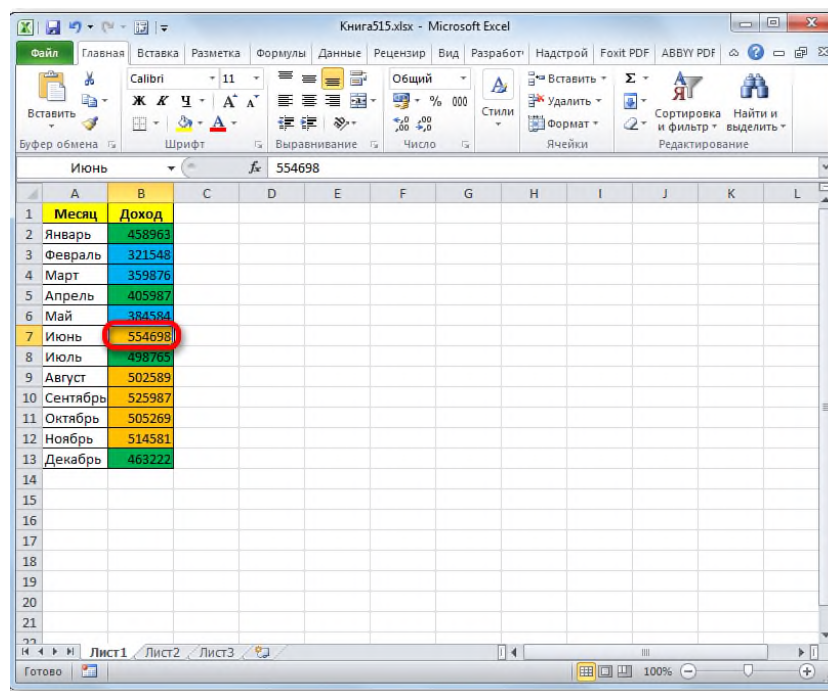 Книга515.xlsx - Microsoft Excel
Файл Главная Вставка Разметка Формулы Данные Рецензир Вид Разработ Надстрой Foxit PDF ABBYY PDF
Вставить
Calibri 11
Ж К Ч
Общий
% 000
Стили
Вставить
Удалить
Формат
Σ
Сортировка и фильтр
Найти и выделить
Буфер обмена Шрифт Выравнивание Число Ячейки Редактирование
Июнь fx 554698
A B C D E F G H I J K L
1 Месяц Доход
2 Январь 458963
3 Февраль 321548
4 Март 359876
5 Апрель 405987
6 Май 384584
7 Июнь 554698
8 Июль 498765
9 Август 502589
10 Сентябрь 525987
11 Октябрь 505269
12 Ноябрь 514581
13 Декабрь 463222
14
15
16
17
18
19
20
21
22
Лист1 Лист2 Лист3
Готово 100%